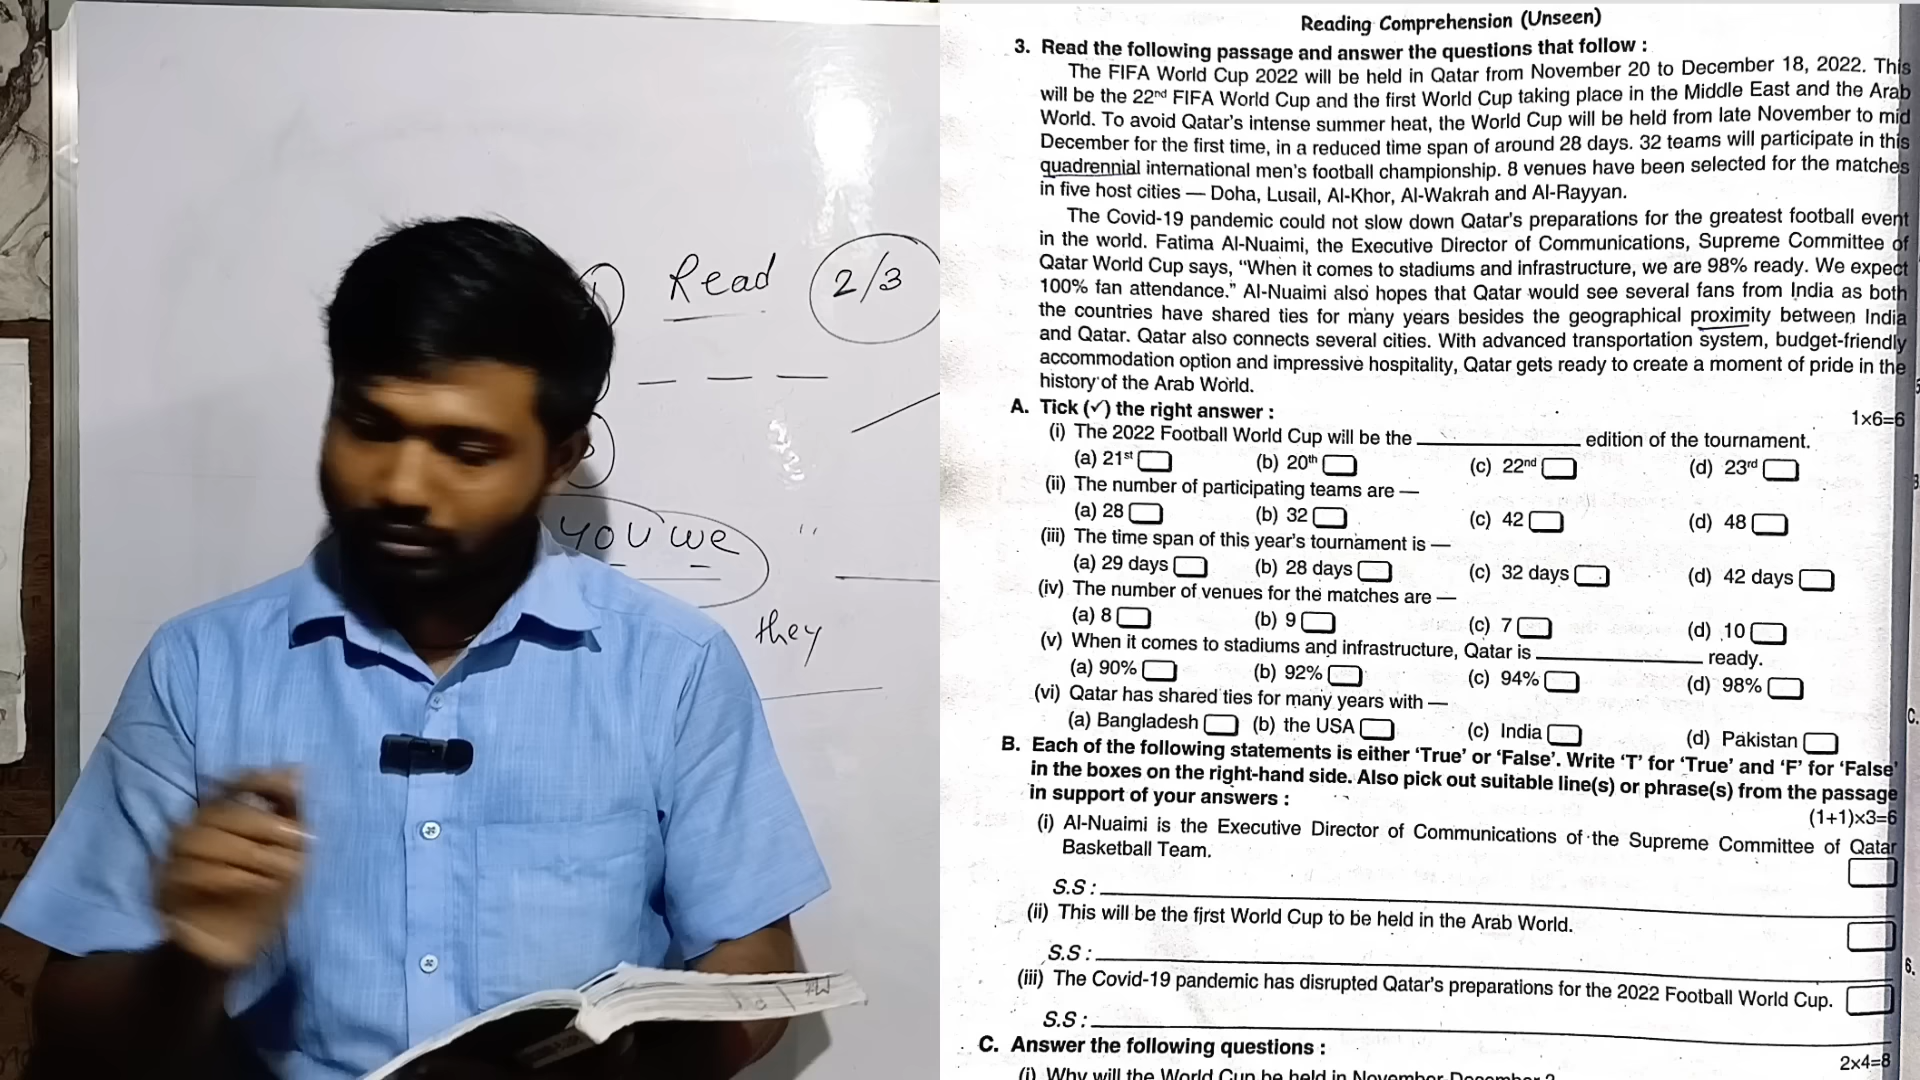 Read 2/3
YOU we "
they
Reading Comprehension (Unseen)
3. Read the following passage and answer the questions that follow :
The FIFA World Cup 2022 will be held in Qatar from November 20 to December 18, 2022. This
will be the 22nd FIFA World Cup and the first World Cup taking place in the Middle East and the Arab
World. To avoid Qatar's intense summer heat, the World Cup will be held from late November to mid
December for the first time, in a reduced time span of around 28 days. 32 teams will participate in this
quadrennial international men's football championship. 8 venues have been selected for the matches
in five host cities — Doha, Lusail, Al-Khor, Al-Wakrah and Al-Rayyan.
The Covid-19 pandemic could not slow down Qatar's preparations for the greatest football event
in the world. Fatima Al-Nuaimi, the Executive Director of Communications, Supreme Committee of
Qatar World Cup says, "When it comes to stadiums and infrastructure, we are 98% ready. We expect
100% fan attendance." Al-Nuaimi also hopes that Qatar would see several fans from India as both
the countries have shared ties for many years besides the geographical proximity between India
and Qatar. Qatar also connects several cities. With advanced transportation system, budget-friendly
accommodation option and impressive hospitality, Qatar gets ready to create a moment of pride in the
history of the Arab World.
A. Tick (✓) the right answer : 1×6=6
(i) The 2022 Football World Cup will be the ____________ edition of the tournament.
(a) 21st (b) 20th (c) 22nd (d) 23rd
(ii) The number of participating teams are —
(a) 28 (b) 32 (c) 42 (d) 48
(iii) The time span of this year's tournament is —
(a) 29 days (b) 28 days (c) 32 days (d) 42 days
(iv) The number of venues for the matches are —
(a) 8 (b) 9 (c) 7 (d) 10
(v) When it comes to stadiums and infrastructure, Qatar is ____________ ready.
(a) 90% (b) 92% (c) 94% (d) 98%
(vi) Qatar has shared ties for many years with —
(a) Bangladesh (b) the USA (c) India (d) Pakistan
B. Each of the following statements is either 'True' or 'False'. Write 'T' for 'True' and 'F' for 'False'
in the boxes on the right-hand side. Also pick out suitable line(s) or phrase(s) from the passage
in support of your answers :
(1+1)×3=6
(i) Al-Nuaimi is the Executive Director of Communications of the Supreme Committee of Qatar
Basketball Team.
S.S :
(ii) This will be the first World Cup to be held in the Arab World.
S.S :
(iii) The Covid-19 pandemic has disrupted Qatar's preparations for the 2022 Football World Cup.
S.S :
C. Answer the following questions : 2×4=8
(i) Why will the World Cup be held in November-December?